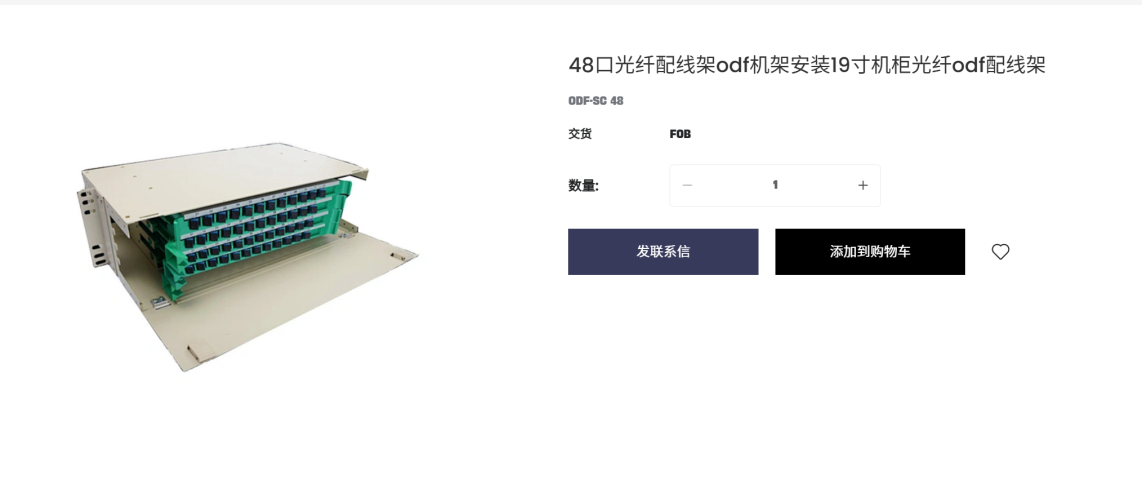 48口光纤配线架odf机架安装19寸机柜光纤odf配线架
ODF-SC 48
交货 FOB
数量: 1
发联系信 添加到购物车